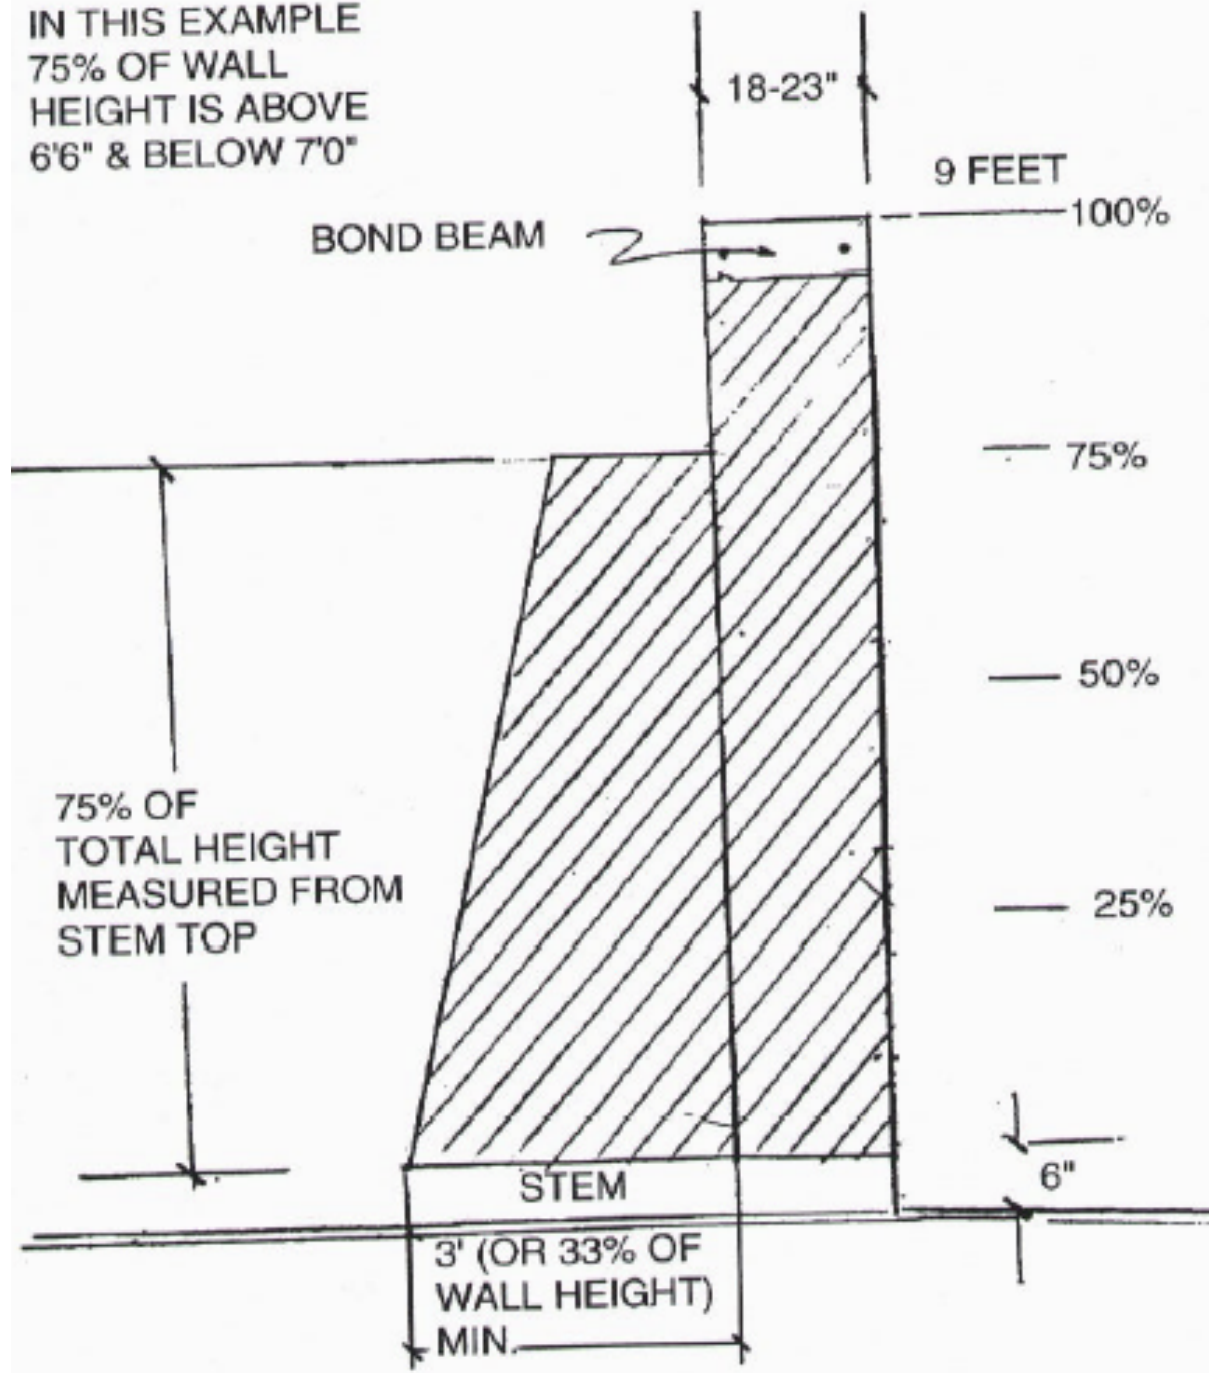 IN THIS EXAMPLE
75% OF WALL
HEIGHT IS ABOVE
6'6" & BELOW 7'0"
18-23"
9 FEET
100%
BOND BEAM
75%
50%
75% OF
TOTAL HEIGHT
MEASURED FROM
STEM TOP
25%
6"
STEM
3' (OR 33% OF
WALL HEIGHT)
MIN.